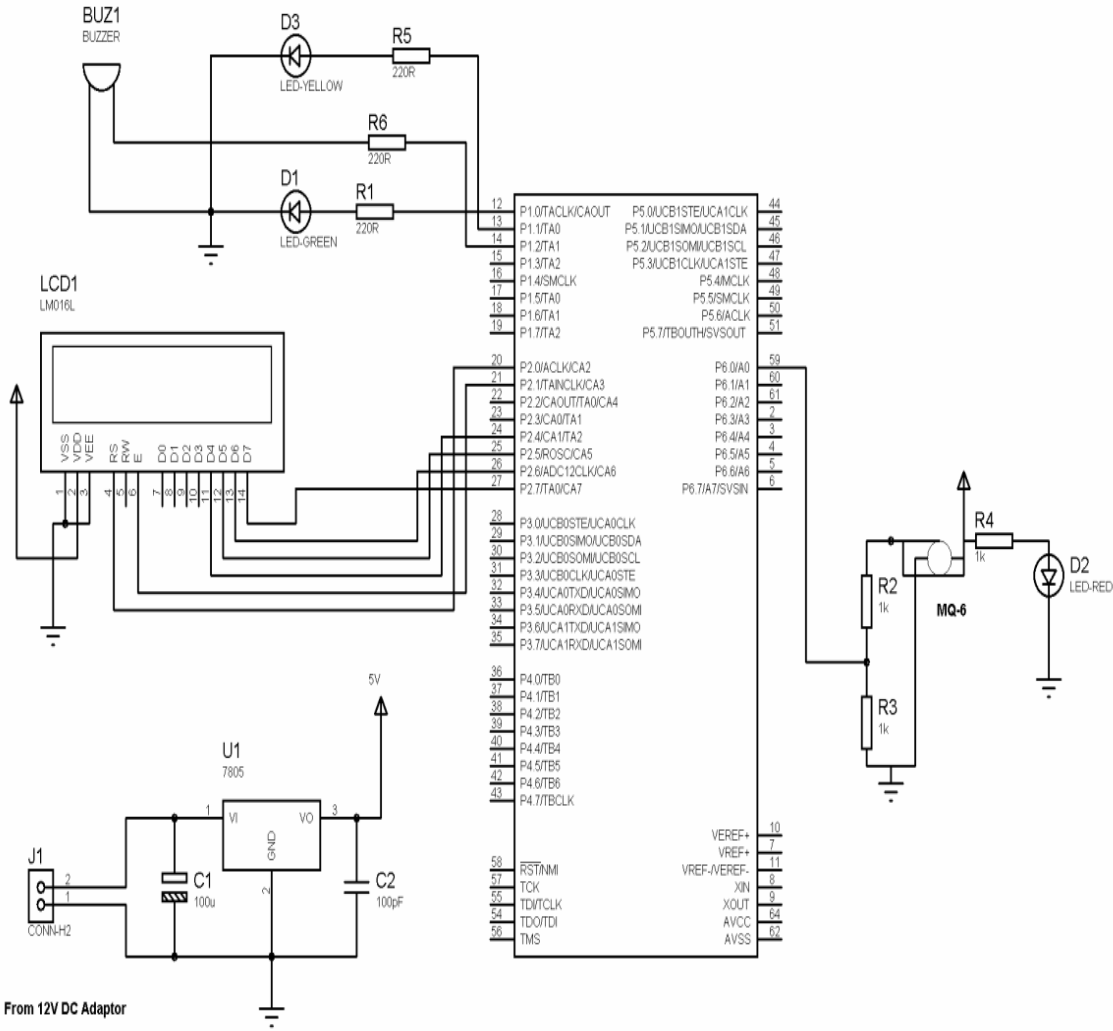 BUZ1
BUZZER
D3
LED-YELLOW
R5
220R
R6
220R
D1
LED-GREEN
R1
220R
LCD1
LM016L
VSS
VDD
VEE
RS
RW
E
D0
D1
D2
D3
D4
D5
D6
D7
1
2
3
4
5
6
7
8
9
10
11
12
13
14
12 P1.0/TACLK/CAOUT
13 P1.1/TA0
14 P1.2/TA1
15 P1.3/TA2
16 P1.4/SMCLK
17 P1.5/TA0
18 P1.6/TA1
19 P1.7/TA2
20 P2.0/ACLK/CA2
21 P2.1/TAINCLK/CA3
22 P2.2/CAOUT/TA0/CA4
23 P2.3/CA0/TA1
24 P2.4/CA1/TA2
25 P2.5/ROSC/CA5
26 P2.6/ADC12CLK/CA6
27 P2.7/TA0/CA7
28 P3.0/UCB0STE/UCA0CLK
29 P3.1/UCB0SIMO/UCB0SDA
30 P3.2/UCB0SOMI/UCB0SCL
31 P3.3/UCB0CLK/UCA0STE
32 P3.4/UCA0TXD/UCA0SIMO
33 P3.5/UCA0RXD/UCA0SOMI
34 P3.6/UCA1TXD/UCA1SIMO
35 P3.7/UCA1RXD/UCA1SOMI
36 P4.0/TB0
37 P4.1/TB1
38 P4.2/TB2
39 P4.3/TB3
40 P4.4/TB4
41 P4.5/TB5
42 P4.6/TB6
43 P4.7/TBCLK
58 RST/NMI
57 TCK
55 TDI/TCLK
54 TDO/TDI
56 TMS
P5.0/UCB1STE/UCA1CLK 44
P5.1/UCB1SIMO/UCB1SDA 45
P5.2/UCB1SOMI/UCB1SCL 46
P5.3/UCB1CLK/UCA1STE 47
P5.4/MCLK 48
P5.5/SMCLK 49
P5.6/ACLK 50
P5.7/TBOUTH/SVSOUT 51
P6.0/A0 59
P6.1/A1 60
P6.2/A2 61
P6.3/A3 2
P6.4/A4 3
P6.5/A5 4
P6.6/A6 5
P6.7/A7/SVSIN 6
VEREF+ 10
VREF+ 7
VREF-/VEREF- 11
XIN 8
XOUT 9
AVCC 64
AVSS 62
R4
1k
D2
LED-RED
R2
1k
MQ-6
R3
1k
5V
U1
7805
1
VI
VO
3
GND
2
J1
2
1
CONN-H2
C1
100u
C2
100pF
From 12V DC Adaptor